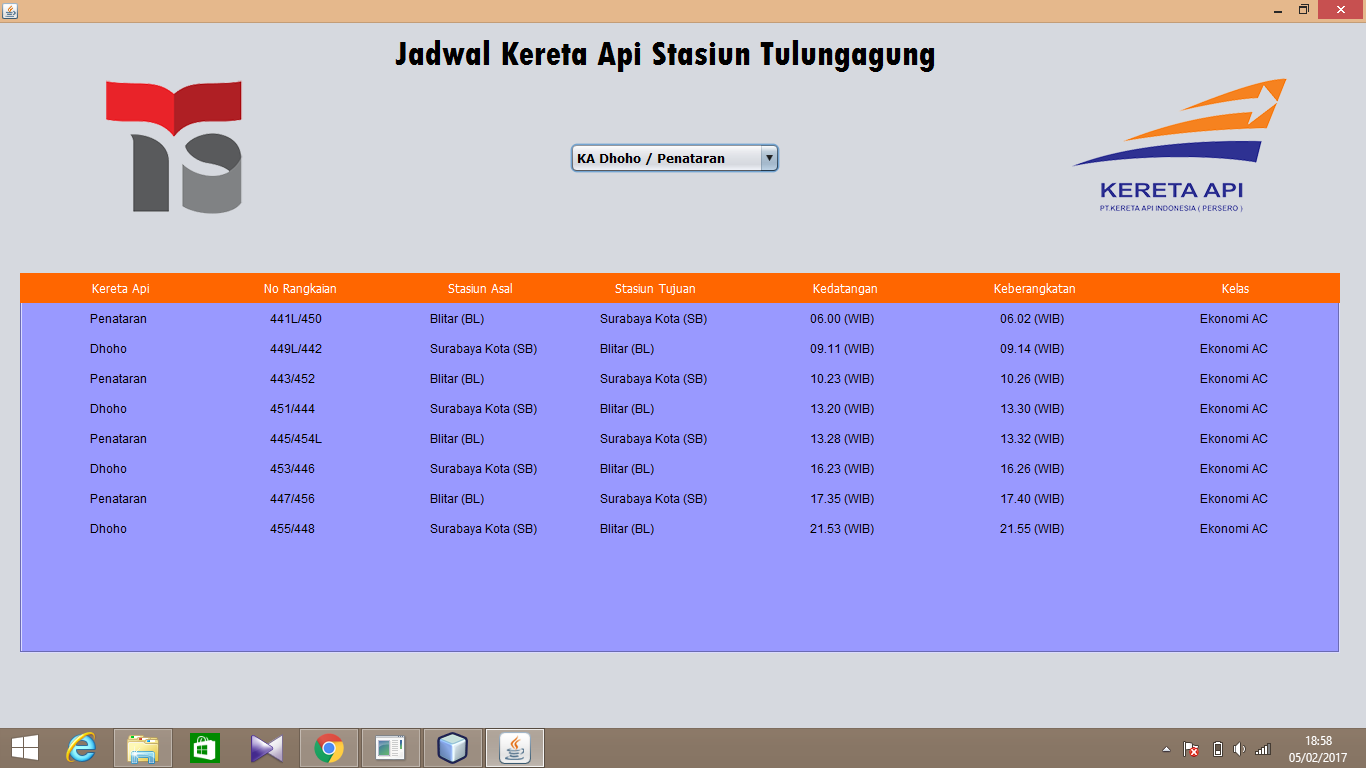 Jadwal Kereta Api Stasiun Tulungagung
KA Dhoho / Penataran
KERETA API
PT.KERETA API INDONESIA ( PERSERO )
Kereta Api No Rangkaian Stasiun Asal Stasiun Tujuan Kedatangan Keberangkatan Kelas
Penataran 441L/450 Blitar (BL) Surabaya Kota (SB) 06.00 (WIB) 06.02 (WIB) Ekonomi AC
Dhoho 449L/442 Surabaya Kota (SB) Blitar (BL) 09.11 (WIB) 09.14 (WIB) Ekonomi AC
Penataran 443/452 Blitar (BL) Surabaya Kota (SB) 10.23 (WIB) 10.26 (WIB) Ekonomi AC
Dhoho 451/444 Surabaya Kota (SB) Blitar (BL) 13.20 (WIB) 13.30 (WIB) Ekonomi AC
Penataran 445/454L Blitar (BL) Surabaya Kota (SB) 13.28 (WIB) 13.32 (WIB) Ekonomi AC
Dhoho 453/446 Surabaya Kota (SB) Blitar (BL) 16.23 (WIB) 16.26 (WIB) Ekonomi AC
Penataran 447/456 Blitar (BL) Surabaya Kota (SB) 17.35 (WIB) 17.40 (WIB) Ekonomi AC
Dhoho 455/448 Surabaya Kota (SB) Blitar (BL) 21.53 (WIB) 21.55 (WIB) Ekonomi AC
18:58
05/02/2017